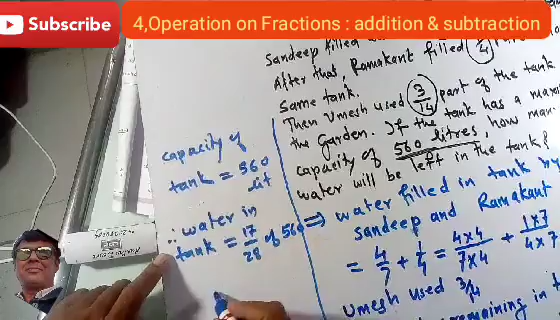 Subscribe
4,Operation on Fractions : addition & subtraction
Sandeep filled
After that, Ramakant filled 1/4
same tank.
Then Umesh used 3/14 part of the tank
the Garden. If the tank has a
capacity of 560 litres, how
water will be left in the tank?
capacity of
tank = 560
lit
∴ water in
tank = 17/28 of 560
⇒ water filled in tank by
Sandeep and Ramakant
= 4/7 + 1/4 = 4×4/7×4 + 1×7/4×7
Umesh used 3/14
remaining in